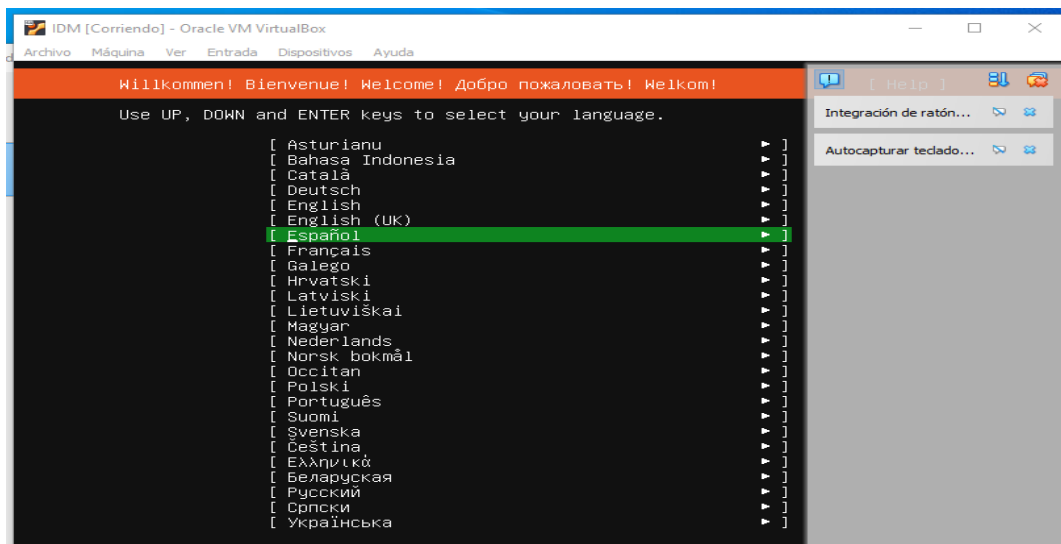 IDM [Corriendo] - Oracle VM VirtualBox
Archivo Máquina Ver Entrada Dispositivos Ayuda
Willkommen! Bienvenue! Welcome! Добро пожаловать! Welkom!
[ Help ]
Use UP, DOWN and ENTER keys to select your language.
Integración de ratón...
Autocapturar teclado...
[ Asturianu ► ]
[ Bahasa Indonesia ► ]
[ Català ► ]
[ Deutsch ► ]
[ English ► ]
[ English (UK) ► ]
[ Español ► ]
[ Français ► ]
[ Galego ► ]
[ Hrvatski ► ]
[ Latviski ► ]
[ Lietuviškai ► ]
[ Magyar ► ]
[ Nederlands ► ]
[ Norsk bokmål ► ]
[ Occitan ► ]
[ Polski ► ]
[ Português ► ]
[ Suomi ► ]
[ Svenska ► ]
[ Čeština ► ]
[ Ελληνικά ► ]
[ Беларуская ► ]
[ Русский ► ]
[ Српски ► ]
[ Українська ► ]